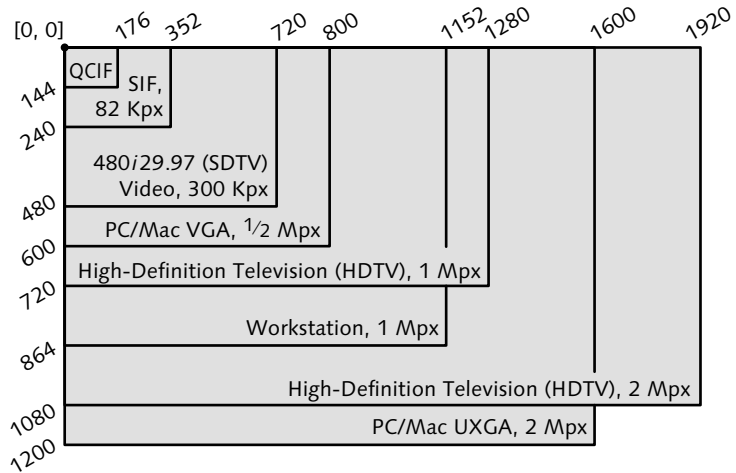 [0, 0]
176
352
720
800
1152
1280
1600
1920
144
240
480
600
720
864
1080
1200
QCIF
SIF,
82 Kpx
480i29.97 (SDTV)
Video, 300 Kpx
PC/Mac VGA, 1/2 Mpx
High-Definition Television (HDTV), 1 Mpx
Workstation, 1 Mpx
High-Definition Television (HDTV), 2 Mpx
PC/Mac UXGA, 2 Mpx